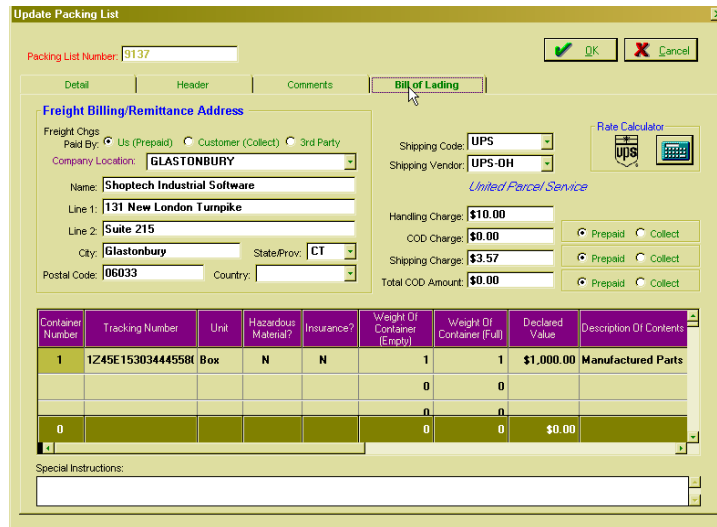 Update Packing List
Packing List Number: 9137
OK
Cancel
Detail
Header
Comments
Bill of Lading
Freight Billing/Remittance Address
Freight Chgs
Paid By: Us (Prepaid) Customer (Collect) 3rd Party
Company Location: GLASTONBURY
Name: Shoptech Industrial Software
Line 1: 131 New London Turnpike
Line 2: Suite 215
City: Glastonbury State/Prov: CT
Postal Code: 06033 Country:
Shipping Code: UPS
Shipping Vendor: UPS-OH
United Parcel Service
Rate Calculator
ups
Handling Charge: $10.00
COD Charge: $0.00 Prepaid Collect
Shipping Charge: $3.57 Prepaid Collect
Total COD Amount: $0.00 Prepaid Collect
Container Number Tracking Number Unit Hazardous Material? Insurance? Weight Of Container (Empty) Weight Of Container (Full) Declared Value Description Of Contents
1 1Z45E15303444558( Box N N 1 1 $1,000.00 Manufactured Parts
0 0
0 0
0 0 0 $0.00
Special Instructions: